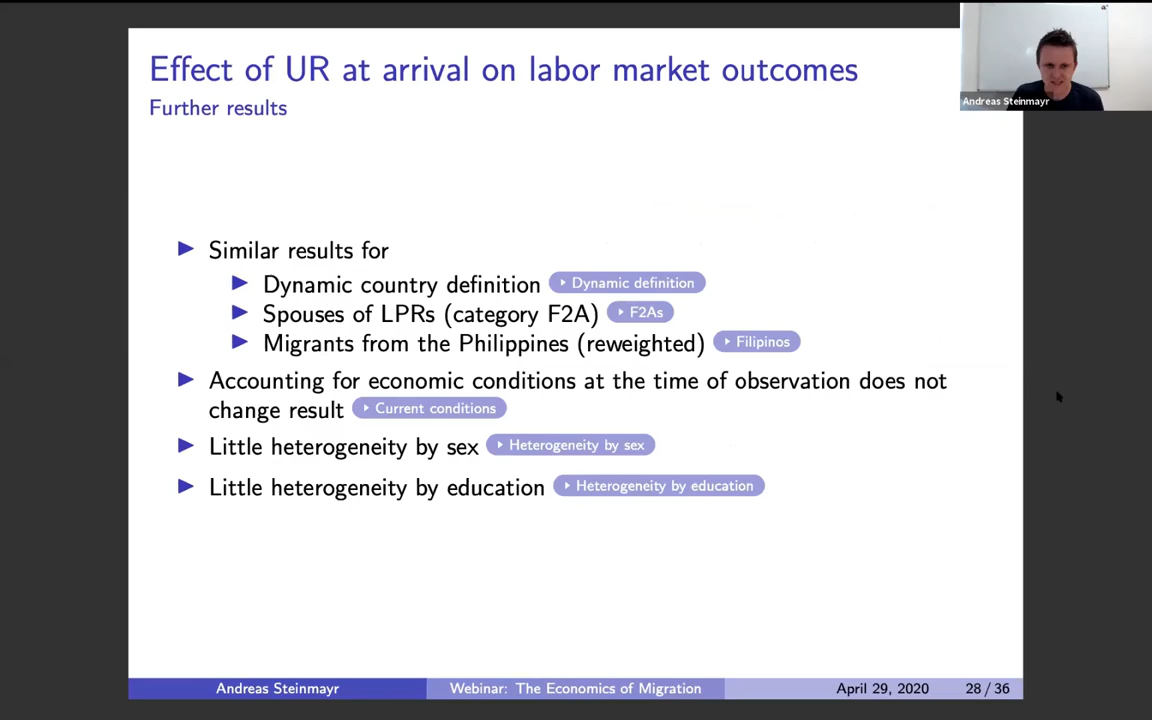 Effect of UR at arrival on labor market outcomes
Further results
Andreas Steinmayr
Similar results for
Dynamic country definition Dynamic definition
Spouses of LPRs (category F2A) F2As
Migrants from the Philippines (reweighted) Filipinos
Accounting for economic conditions at the time of observation does not
change result Current conditions
Little heterogeneity by sex Heterogeneity by sex
Little heterogeneity by education Heterogeneity by education
Andreas Steinmayr Webinar: The Economics of Migration April 29, 2020 28 / 36